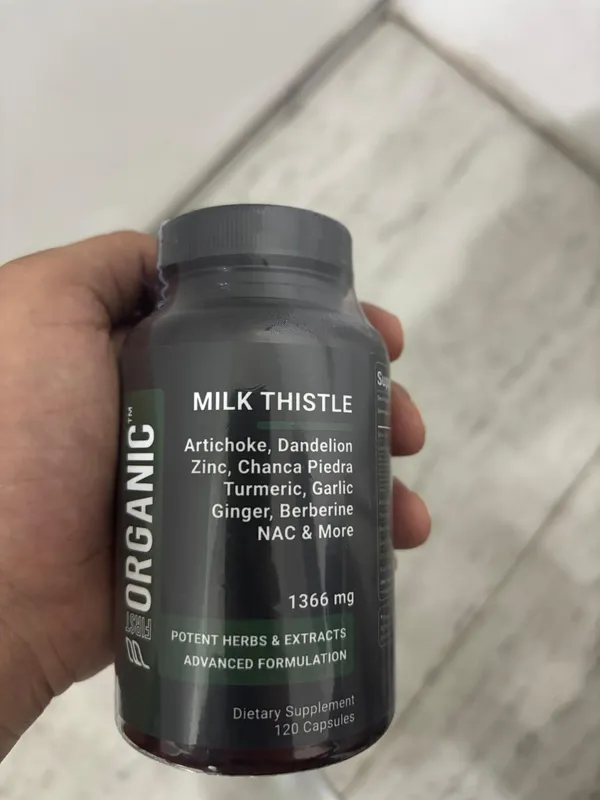 MILK THISTLE
Artichoke, Dandelion
Zinc, Chanca Piedra
Turmeric, Garlic
Ginger, Berberine
NAC & More
1366 mg
POTENT HERBS & EXTRACTS
ADVANCED FORMULATION
Dietary Supplement
120 Capsules
FIRST
ORGANIC™